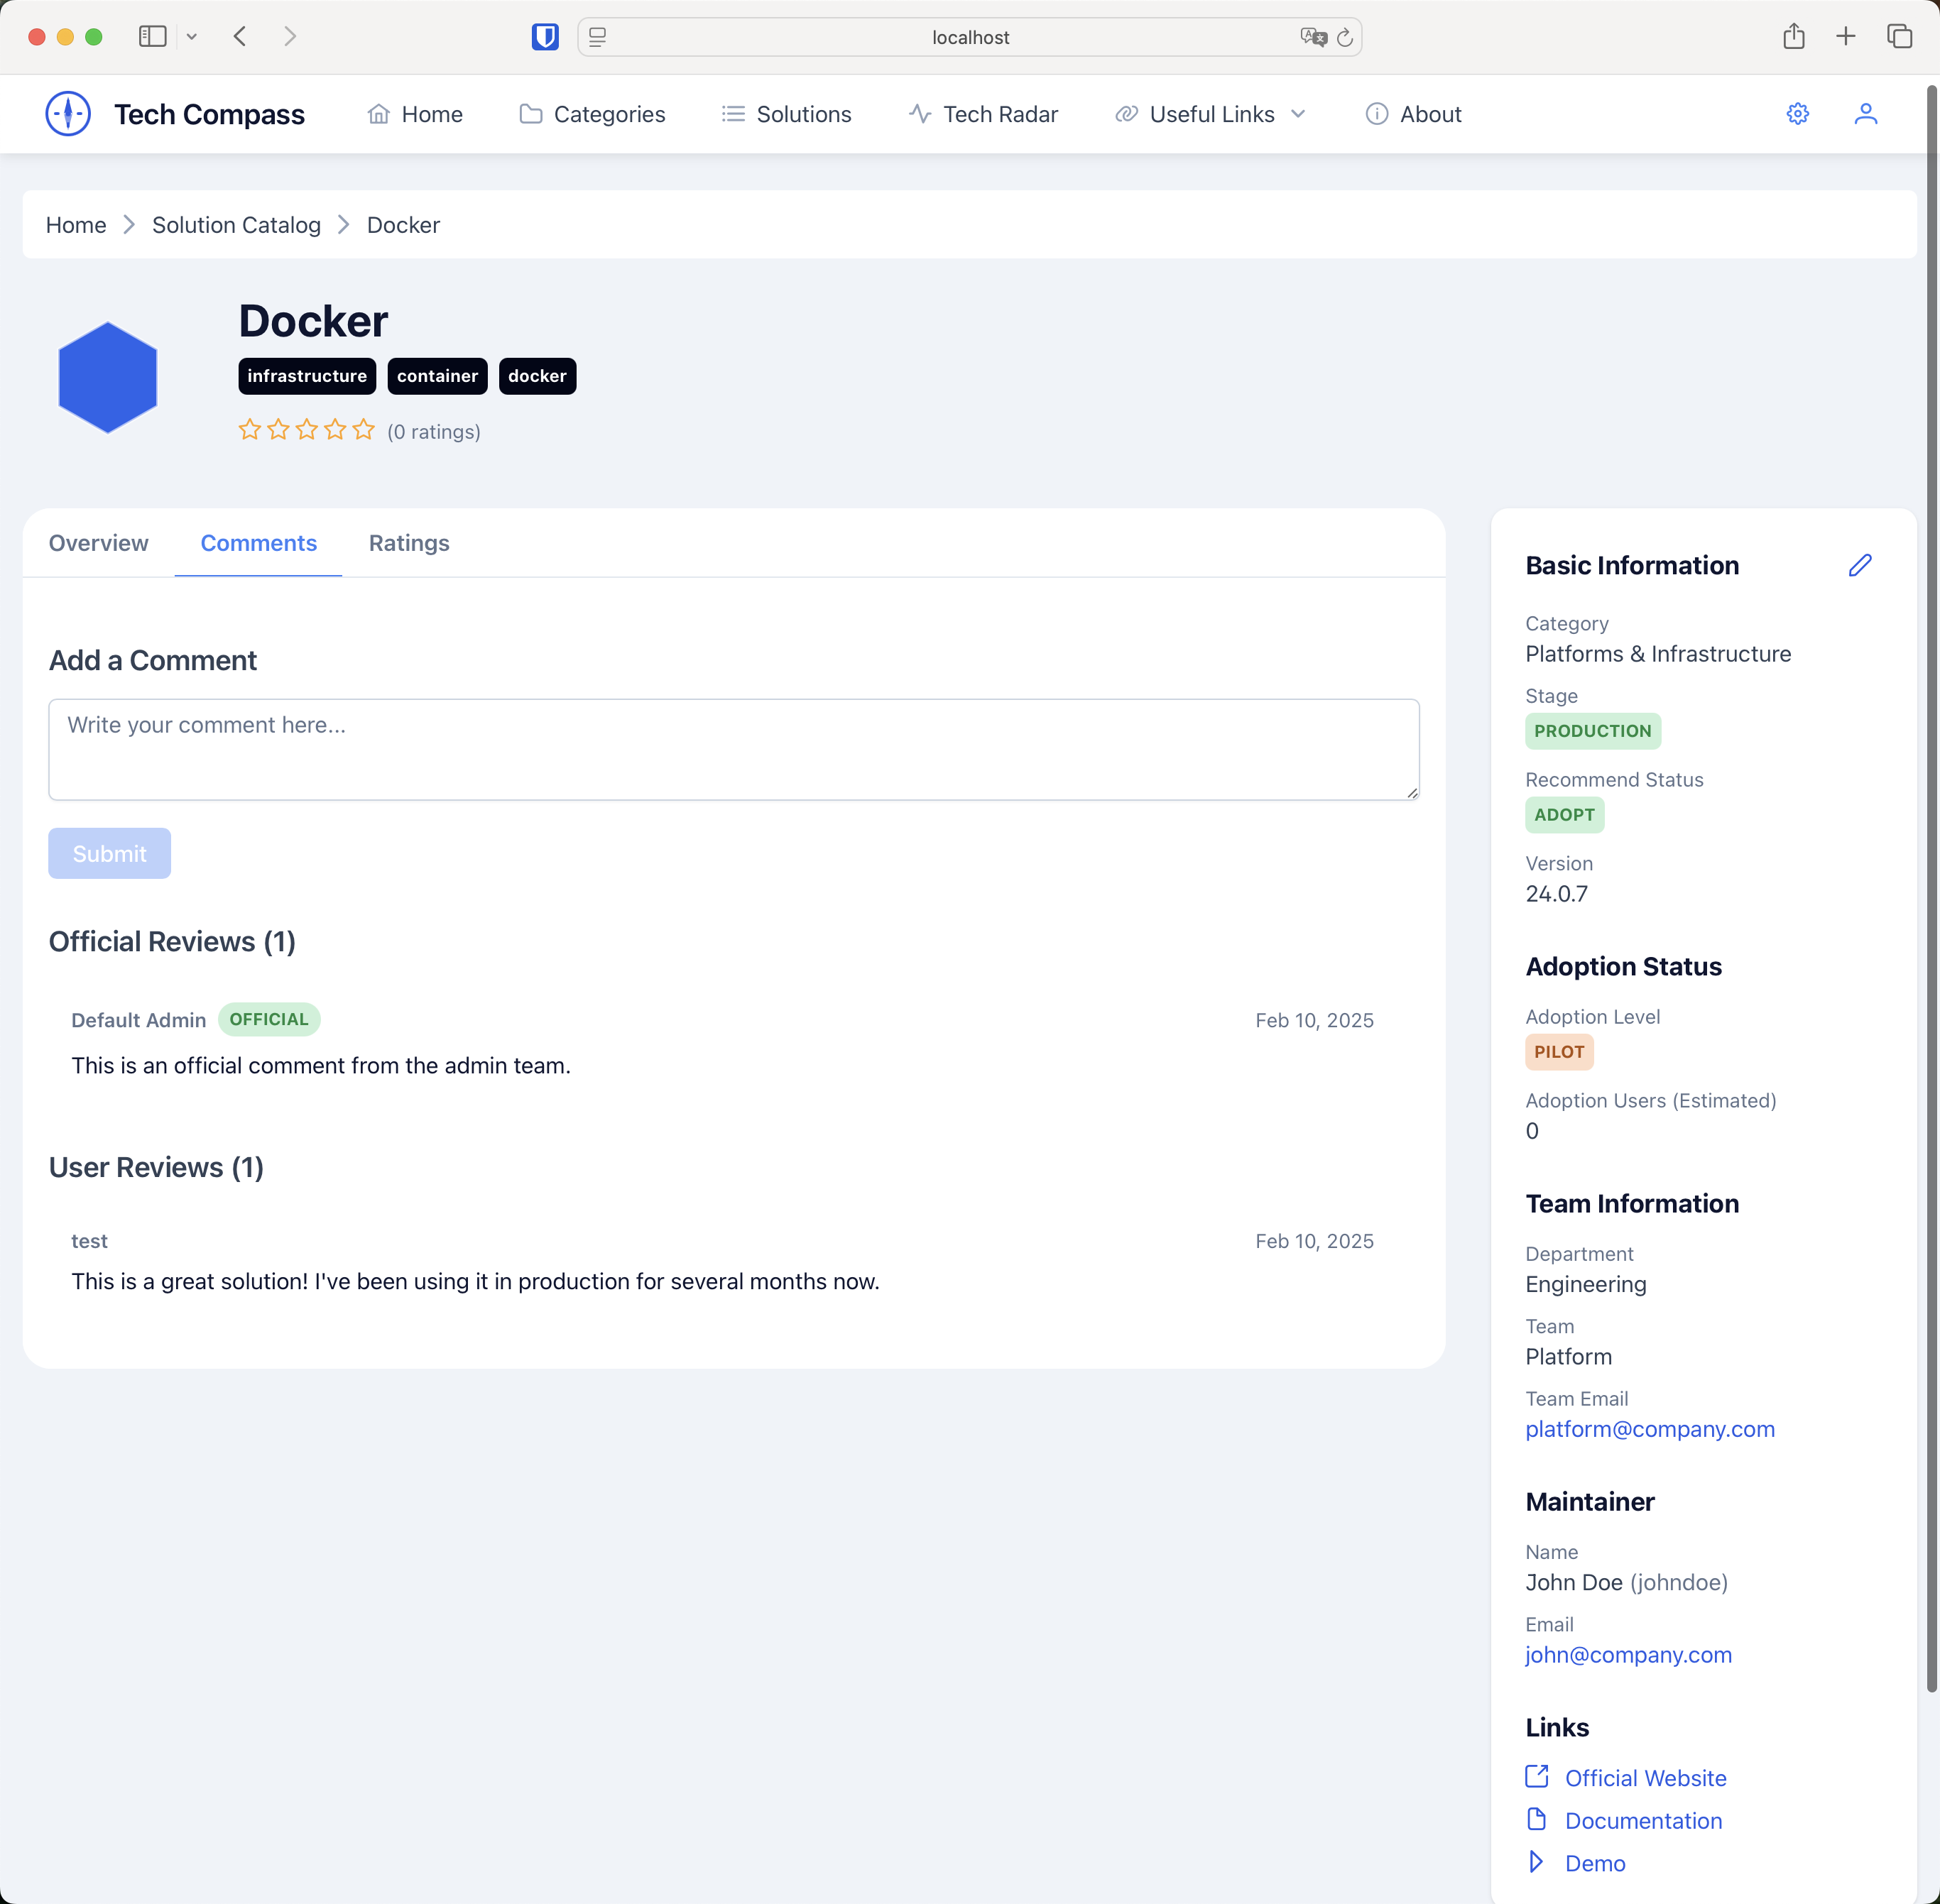 localhost
Tech Compass
Home
Categories
Solutions
Tech Radar
Useful Links
About
Home
Solution Catalog
Docker
Docker
infrastructure
container
docker
(0 ratings)
Overview
Comments
Ratings
Add a Comment
Write your comment here...
Submit
Official Reviews (1)
Default Admin OFFICIAL Feb 10, 2025
This is an official comment from the admin team.
User Reviews (1)
test Feb 10, 2025
This is a great solution! I've been using it in production for several months now.
Basic Information
Category
Platforms & Infrastructure
Stage
PRODUCTION
Recommend Status
ADOPT
Version
24.0.7
Adoption Status
Adoption Level
PILOT
Adoption Users (Estimated)
0
Team Information
Department
Engineering
Team
Platform
Team Email
platform@company.com
Maintainer
Name
John Doe (johndoe)
Email
john@company.com
Links
Official Website
Documentation
Demo